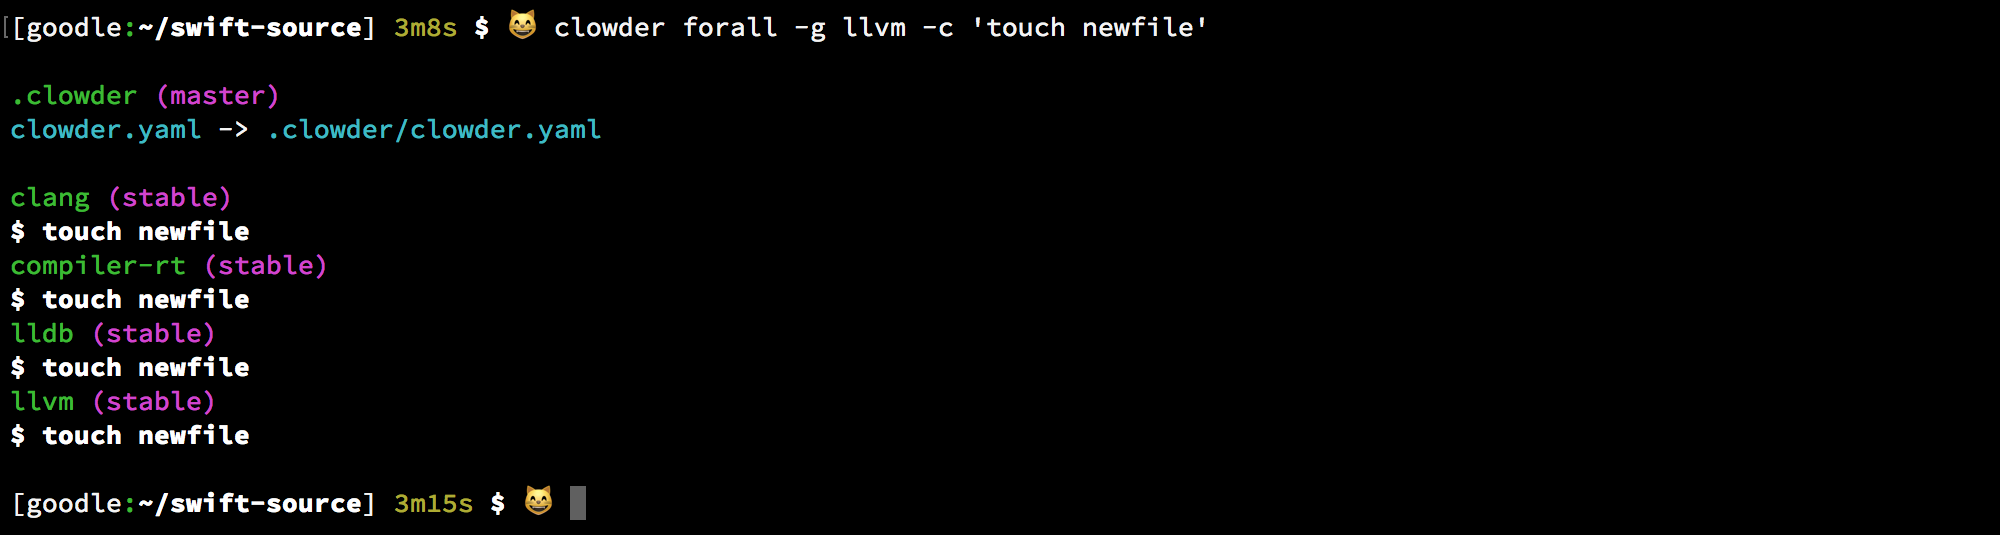 [[goodle:~/swift-source] 3m8s $ 😸 clowder forall -g llvm -c 'touch newfile'
.clowder (master)
clowder.yaml -> .clowder/clowder.yaml
clang (stable)
$ touch newfile
compiler-rt (stable)
$ touch newfile
lldb (stable)
$ touch newfile
llvm (stable)
$ touch newfile
[goodle:~/swift-source] 3m15s $ 😸